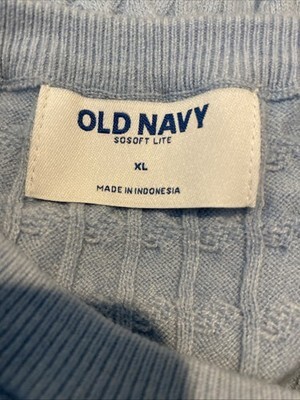 OLD NAVY
SOSOFT LITE
XL
MADE IN INDONESIA